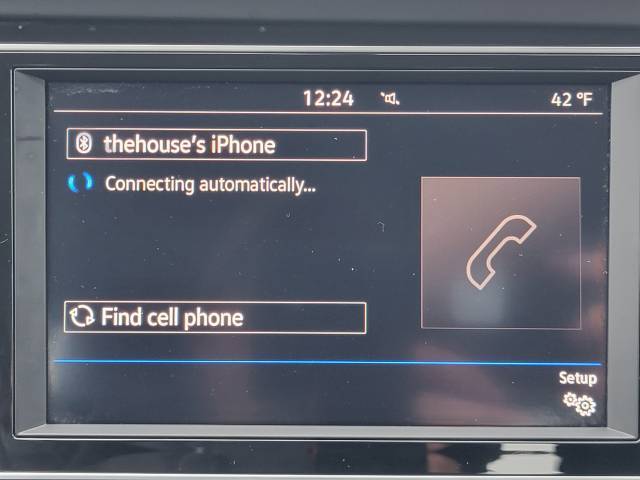 12:24
42 °F
thehouse's iPhone
Connecting automatically...
Find cell phone
Setup